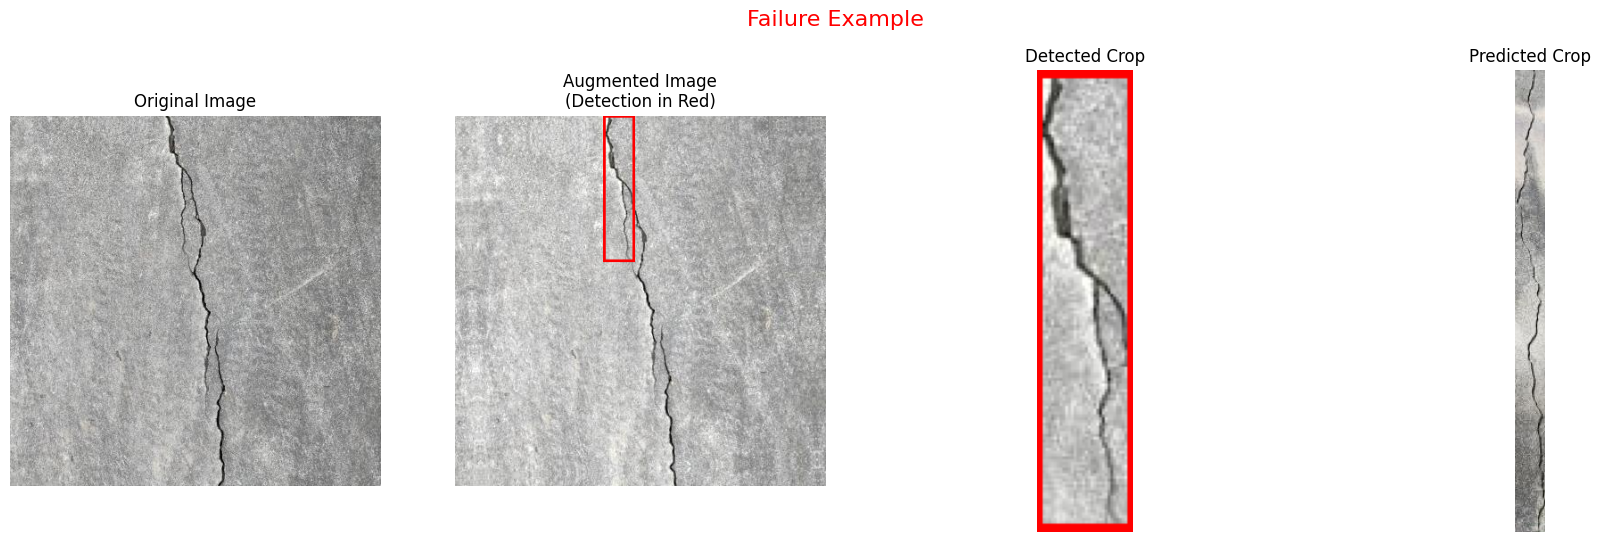 Failure Example
Original Image
Augmented Image
(Detection in Red)
Detected Crop
Predicted Crop